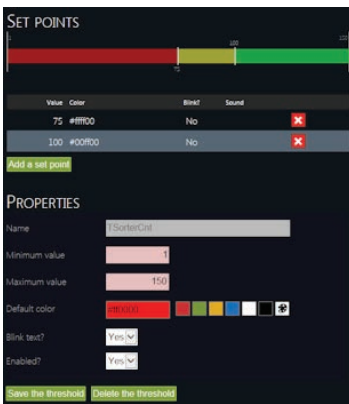 SET POINTS
1 100 150
75
Value Color Blink? Sound
75 #ffff00 No
100 #00ff00 No
Add a set point
PROPERTIES
Name TSorterCnt
Minimum value 1
Maximum value 150
Default color #ff0000
Blink text? Yes
Enabled? Yes
Save the threshold Delete the threshold